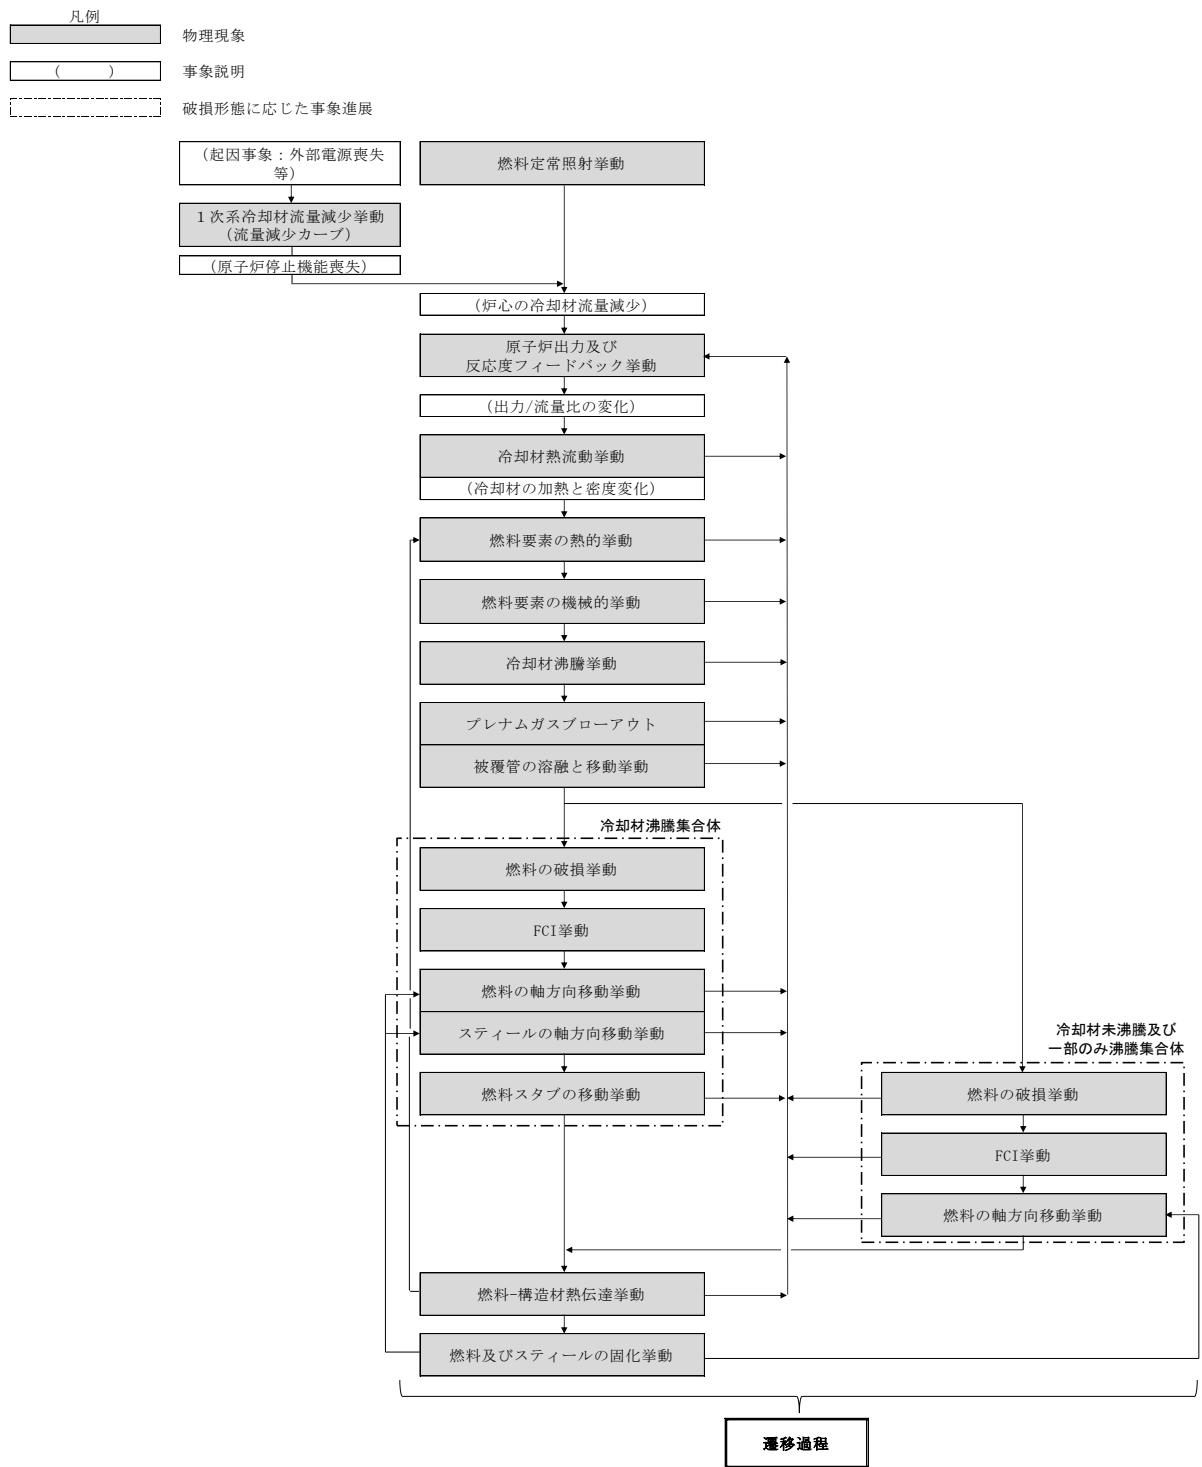 凡例
物理現象
(　　　)
事象説明
破損形態に応じた事象進展
(起因事象：外部電源喪失
等)
燃料定常照射挙動
１次系冷却材流量減少挙動
(流量減少カーブ)
(原子炉停止機能喪失)
(炉心の冷却材流量減少)
原子炉出力及び
反応度フィードバック挙動
(出力/流量比の変化)
冷却材熱流動挙動
(冷却材の加熱と密度変化)
燃料要素の熱的挙動
燃料要素の機械的挙動
冷却材沸騰挙動
プレナムガスブローアウト
被覆管の溶融と移動挙動
冷却材沸騰集合体
燃料の破損挙動
FCI挙動
燃料の軸方向移動挙動
スティールの軸方向移動挙動
燃料スタブの移動挙動
冷却材未沸騰及び
一部のみ沸騰集合体
燃料の破損挙動
FCI挙動
燃料の軸方向移動挙動
燃料-構造材熱伝達挙動
燃料及びスティールの固化挙動
遷移過程